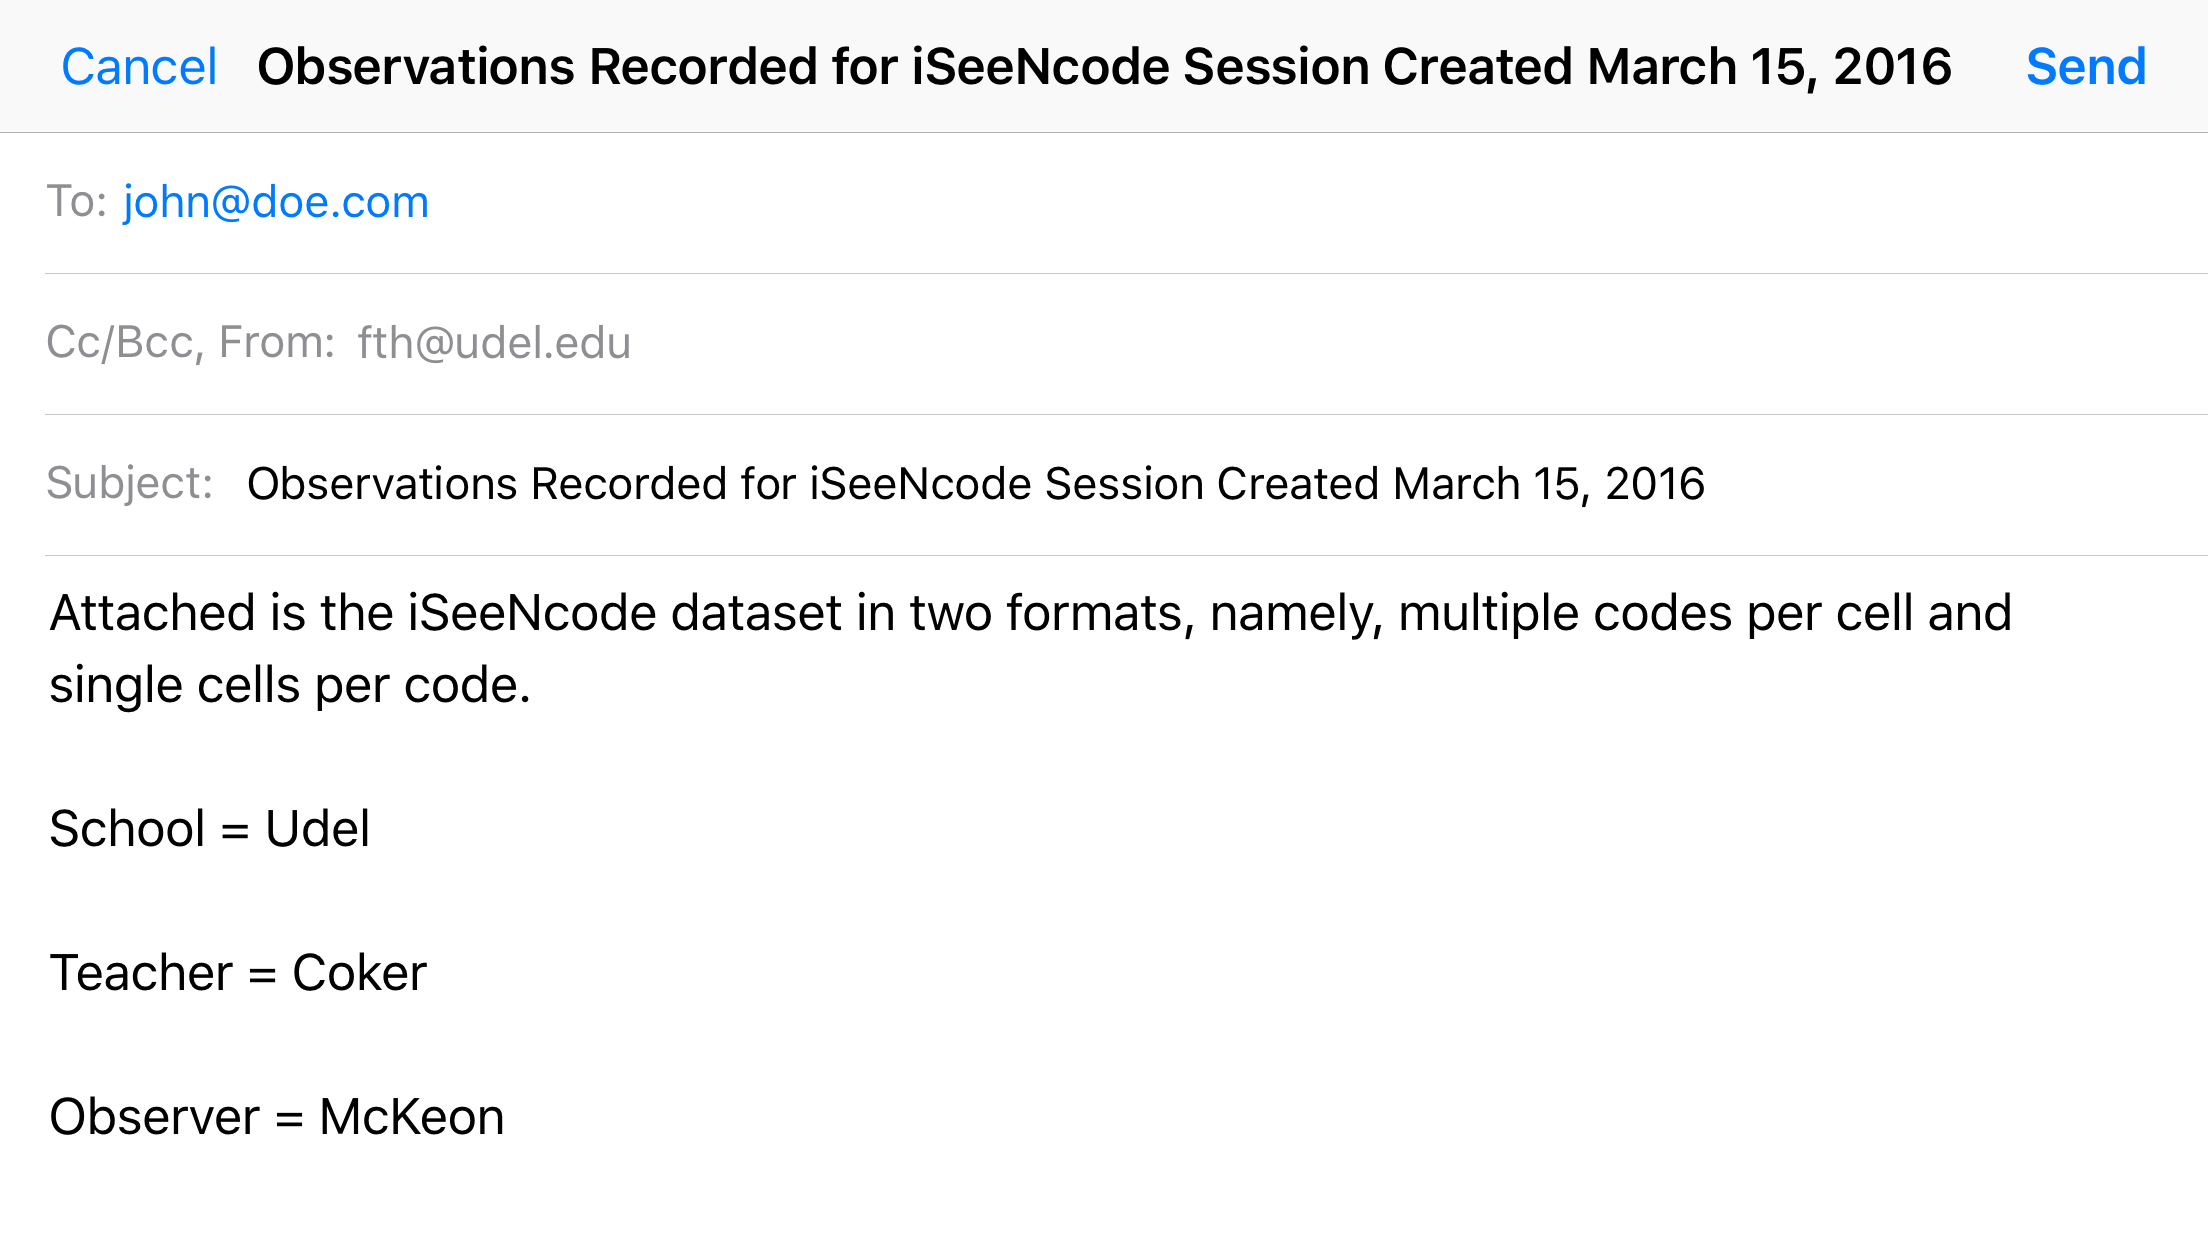 Cancel Observations Recorded for iSeeNcode Session Created March 15, 2016 Send
To: john@doe.com
Cc/Bcc, From: fth@udel.edu
Subject: Observations Recorded for iSeeNcode Session Created March 15, 2016
Attached is the iSeeNcode dataset in two formats, namely, multiple codes per cell and
single cells per code.
School = Udel
Teacher = Coker
Observer = McKeon